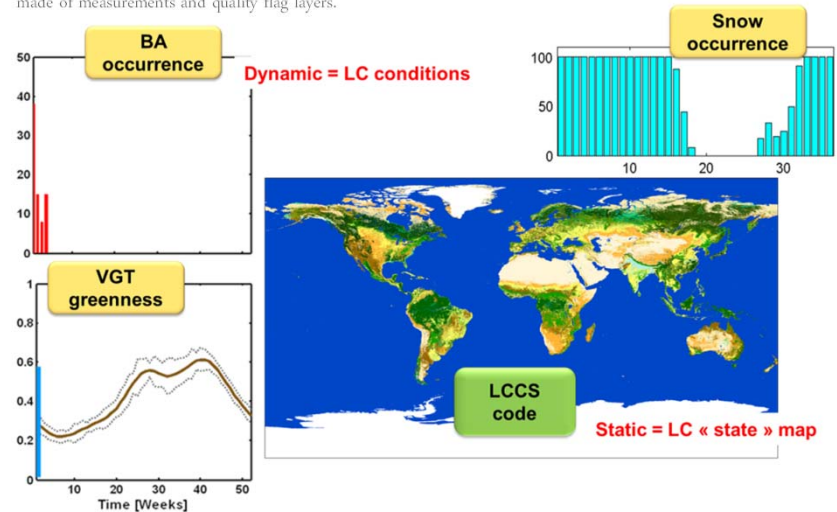 made of measurements and quality flag layers.
BA
occurrence
50
40
30
20
10
0
Dynamic = LC conditions
Snow
occurrence
100
50
0
10 20 30
VGT
greenness
1
0.8
0.6
0.4
0.2
0
10 20 30 40 50
Time [Weeks]
LCCS
code
Static = LC « state » map